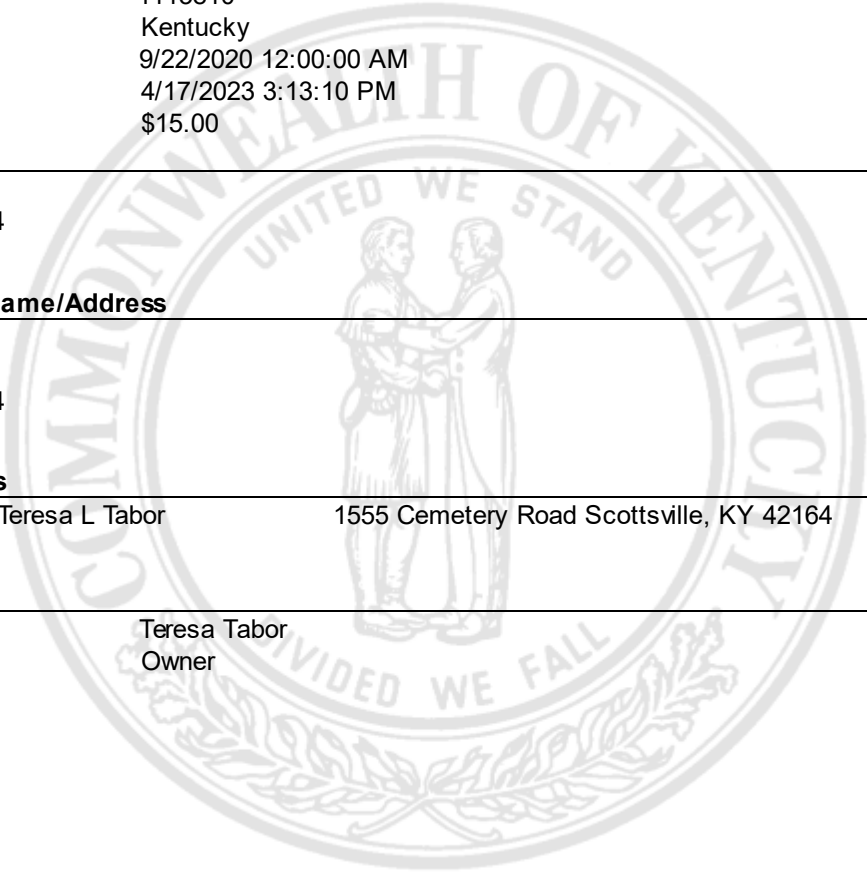 Kentucky
9/22/2020 12:00:00 AM
4/17/2023 3:13:10 PM
$15.00
4
ame/Address
4
s
Teresa L Tabor 1555 Cemetery Road Scottsville, KY 42164
Teresa Tabor
Owner
COMMONWEALTH OF KENTUCKY
UNITED WE STAND
DIVIDED WE FALL